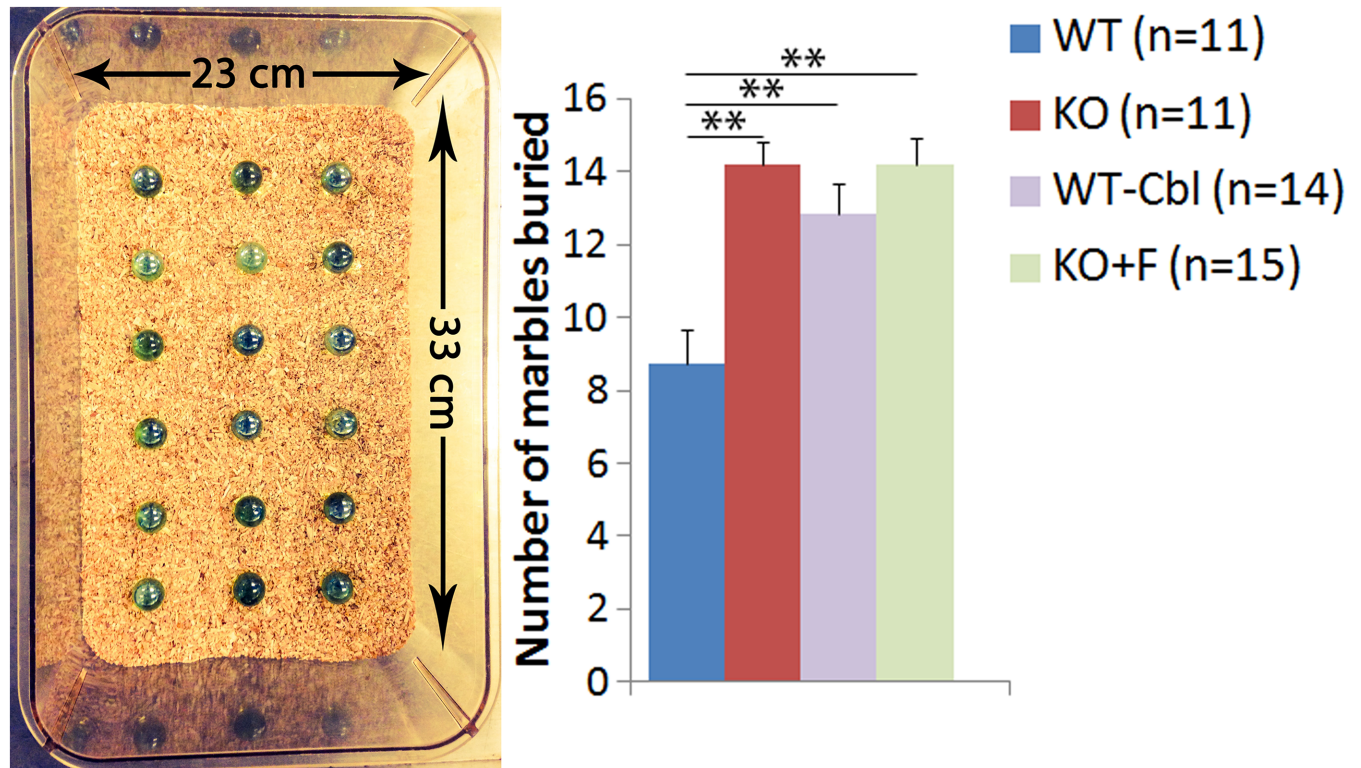 23 cm
33 cm
**
**
**
Number of marbles buried
16
14
12
10
8
6
4
2
0
WT (n=11)
KO (n=11)
WT-Cbl (n=14)
KO+F (n=15)